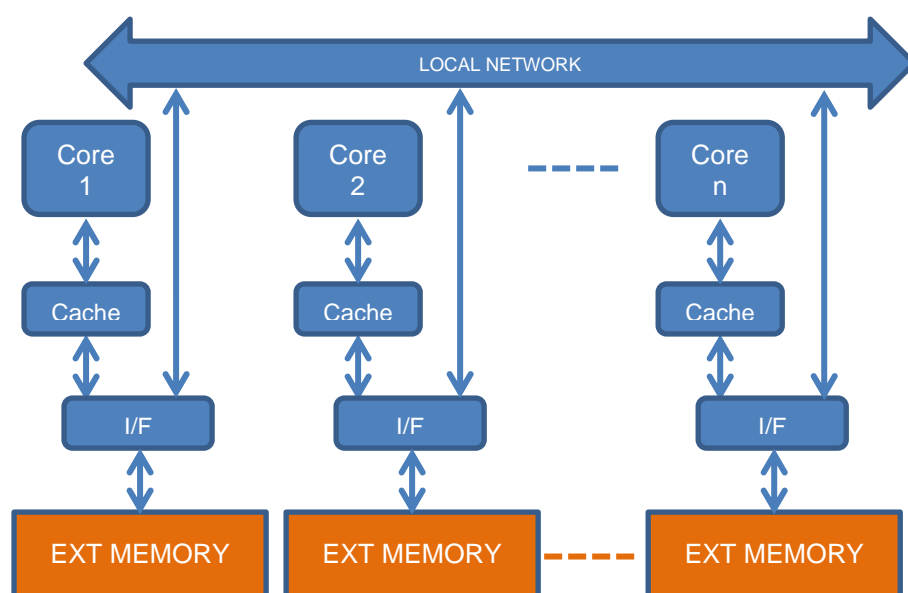 LOCAL NETWORK
Core
1
Core
2
Core
n
Cache
Cache
Cache
I/F
I/F
I/F
EXT MEMORY
EXT MEMORY
EXT MEMORY